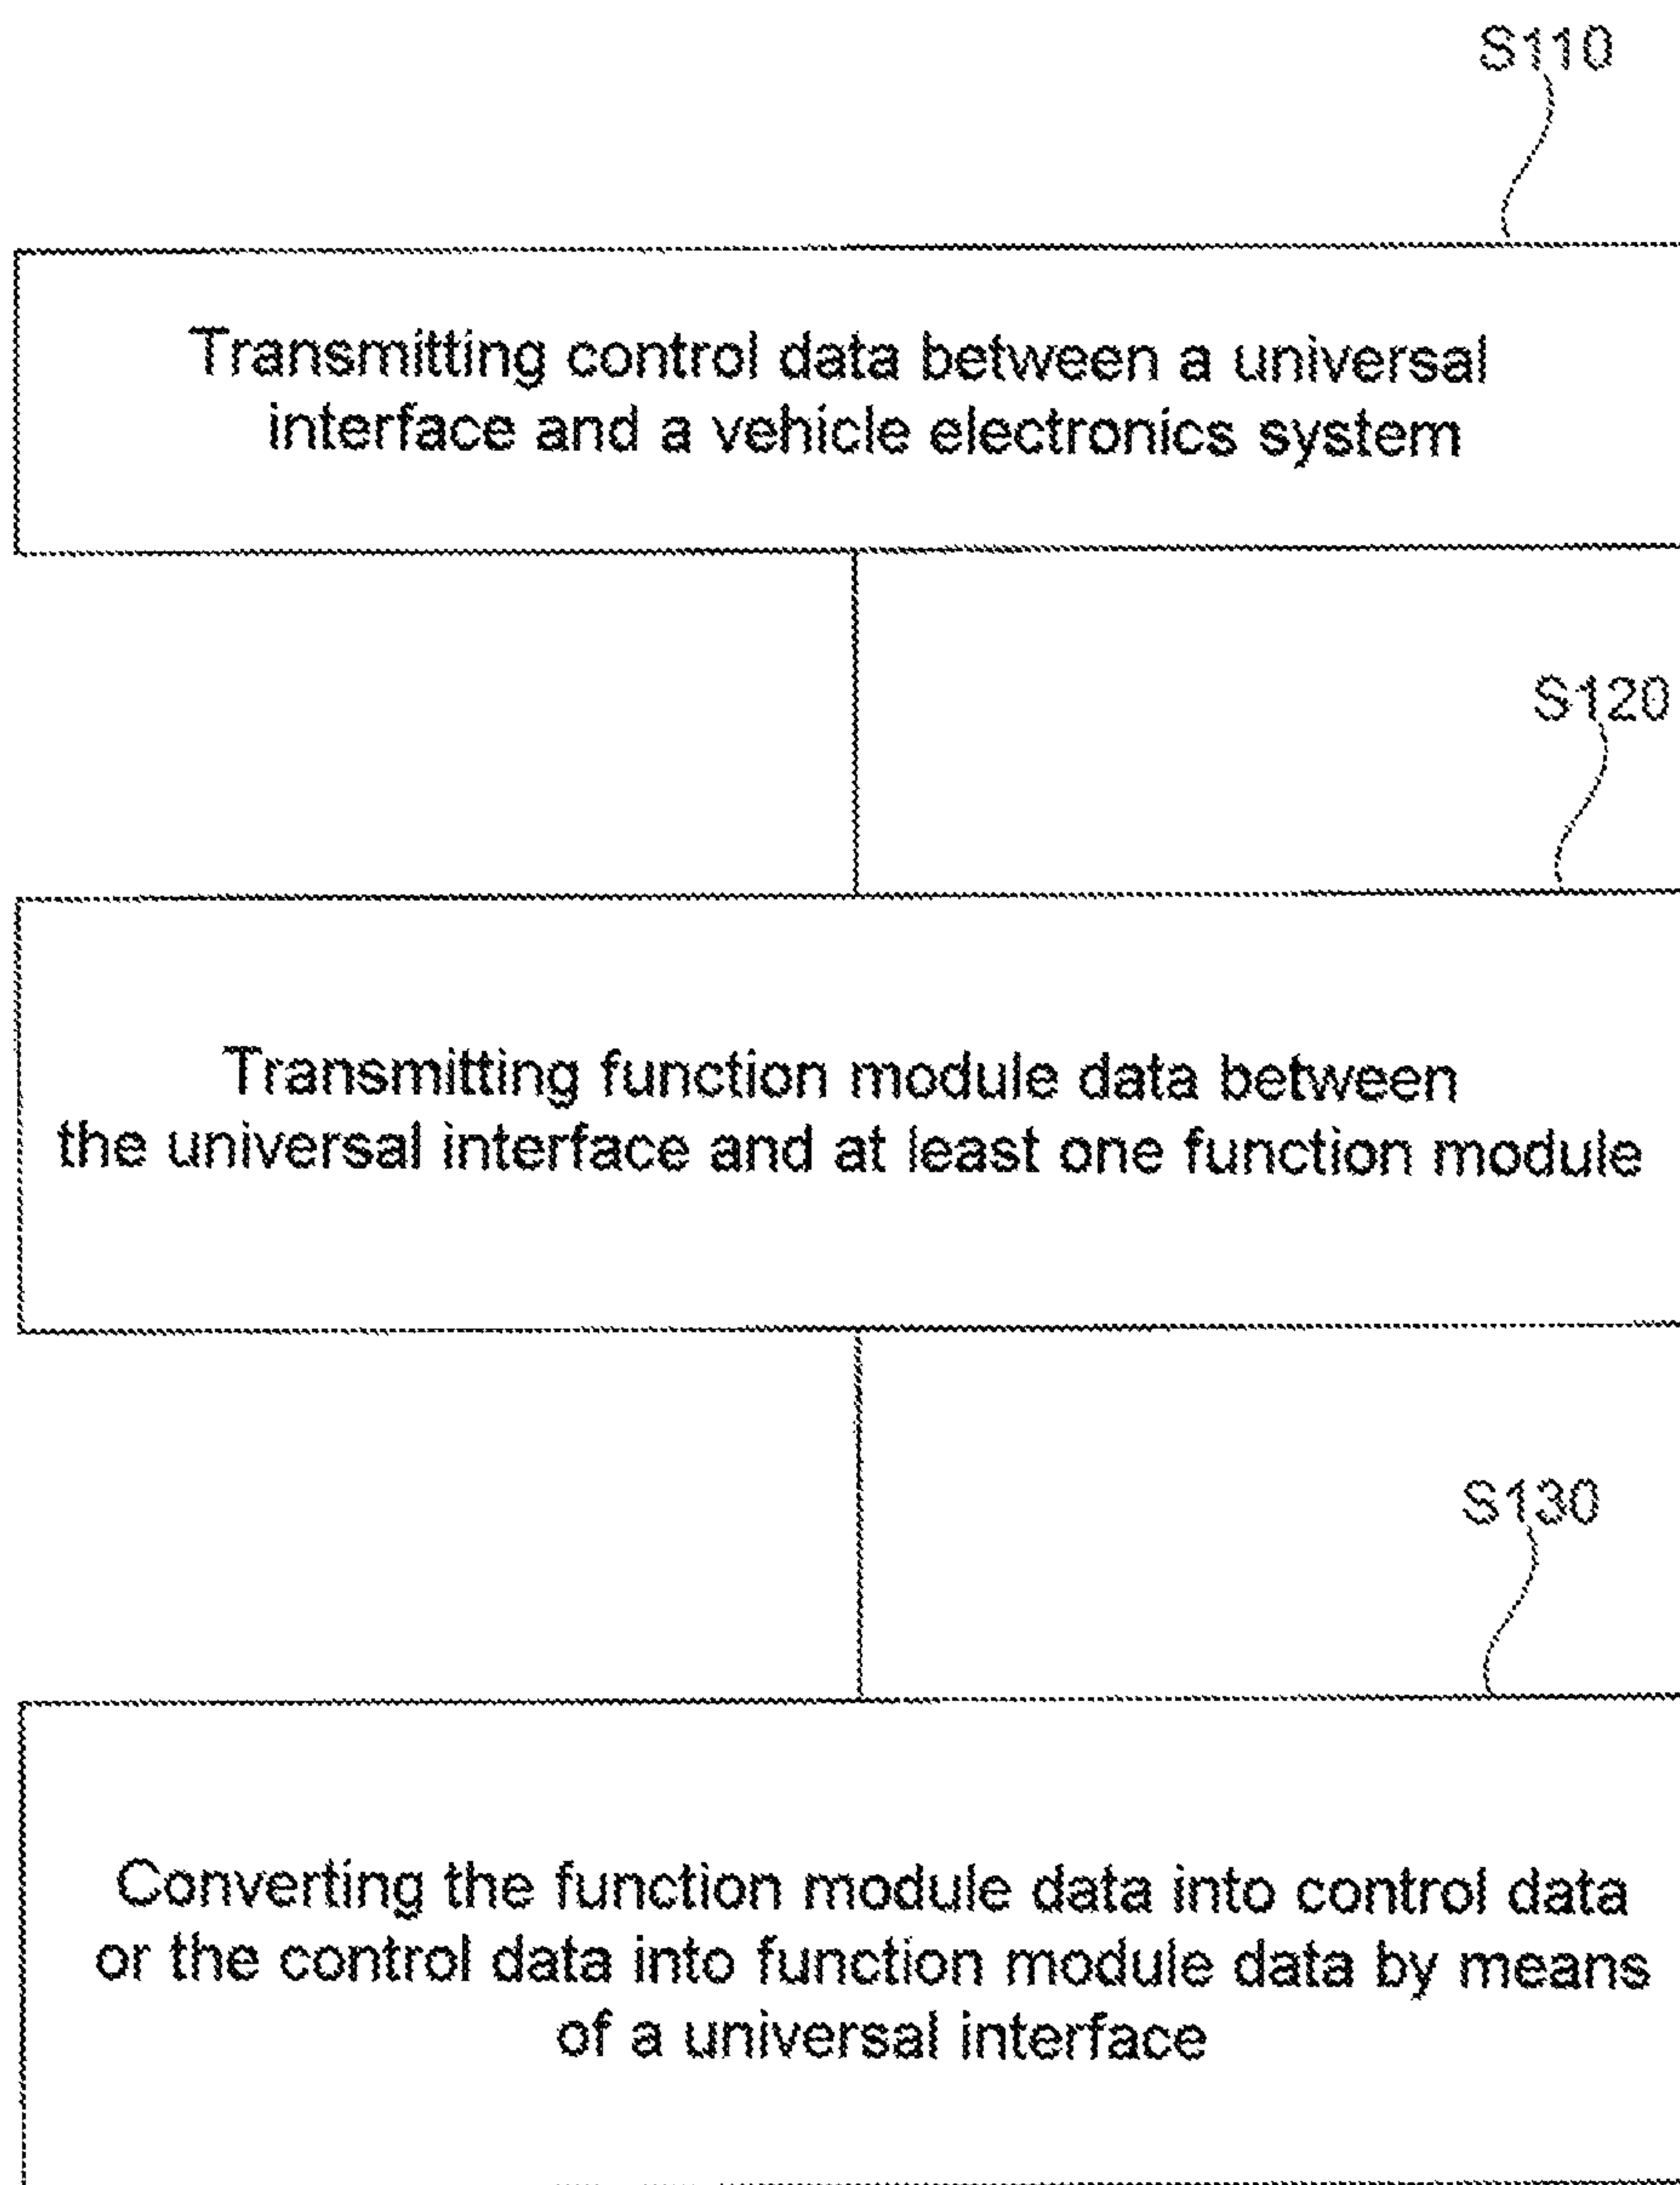 S110
Transmitting control data between a universal
interface and a vehicle electronics system
S120
Transmitting function module data between
the universal interface and at least one function module
S130
Converting the function module data into control data
or the control data into function module data by means
of a universal interface